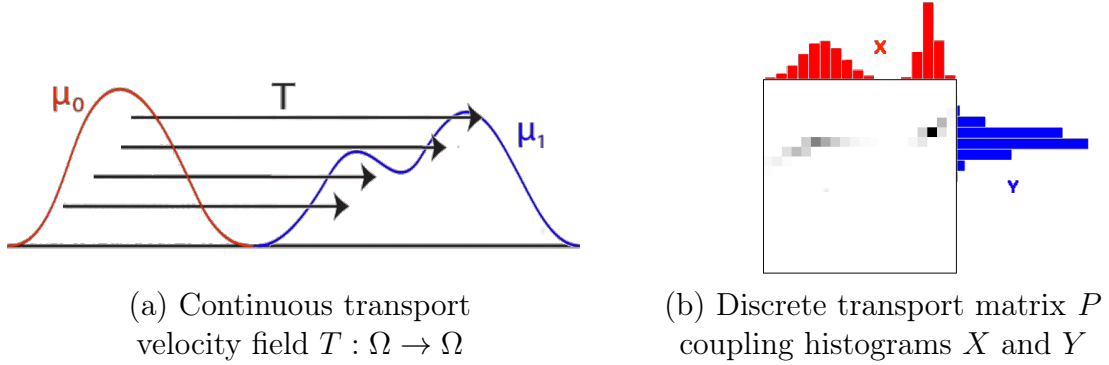 μ₀
T
μ₁
X
Y
(a) Continuous transport
velocity field T : Ω → Ω
(b) Discrete transport matrix P
coupling histograms X and Y